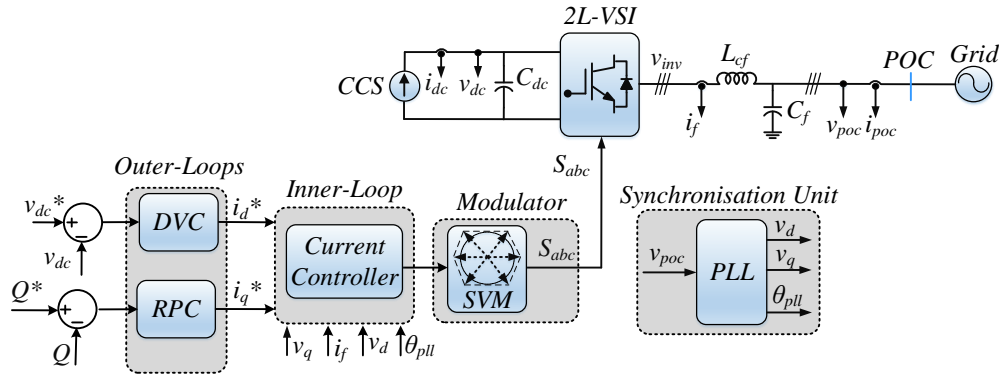 2L-VSI
CCS
i_dc
v_dc
C_dc
v_inv
L_cf
i_f
C_f
v_poc
i_poc
POC
Grid
S_abc
Outer-Loops
v_dc*
v_dc
DVC
i_d*
Q*
Q
RPC
i_q*
Inner-Loop
Current
Controller
v_q
i_f
v_d
θ_pll
Modulator
SVM
S_abc
Synchronisation Unit
v_poc
PLL
v_d
v_q
θ_pll